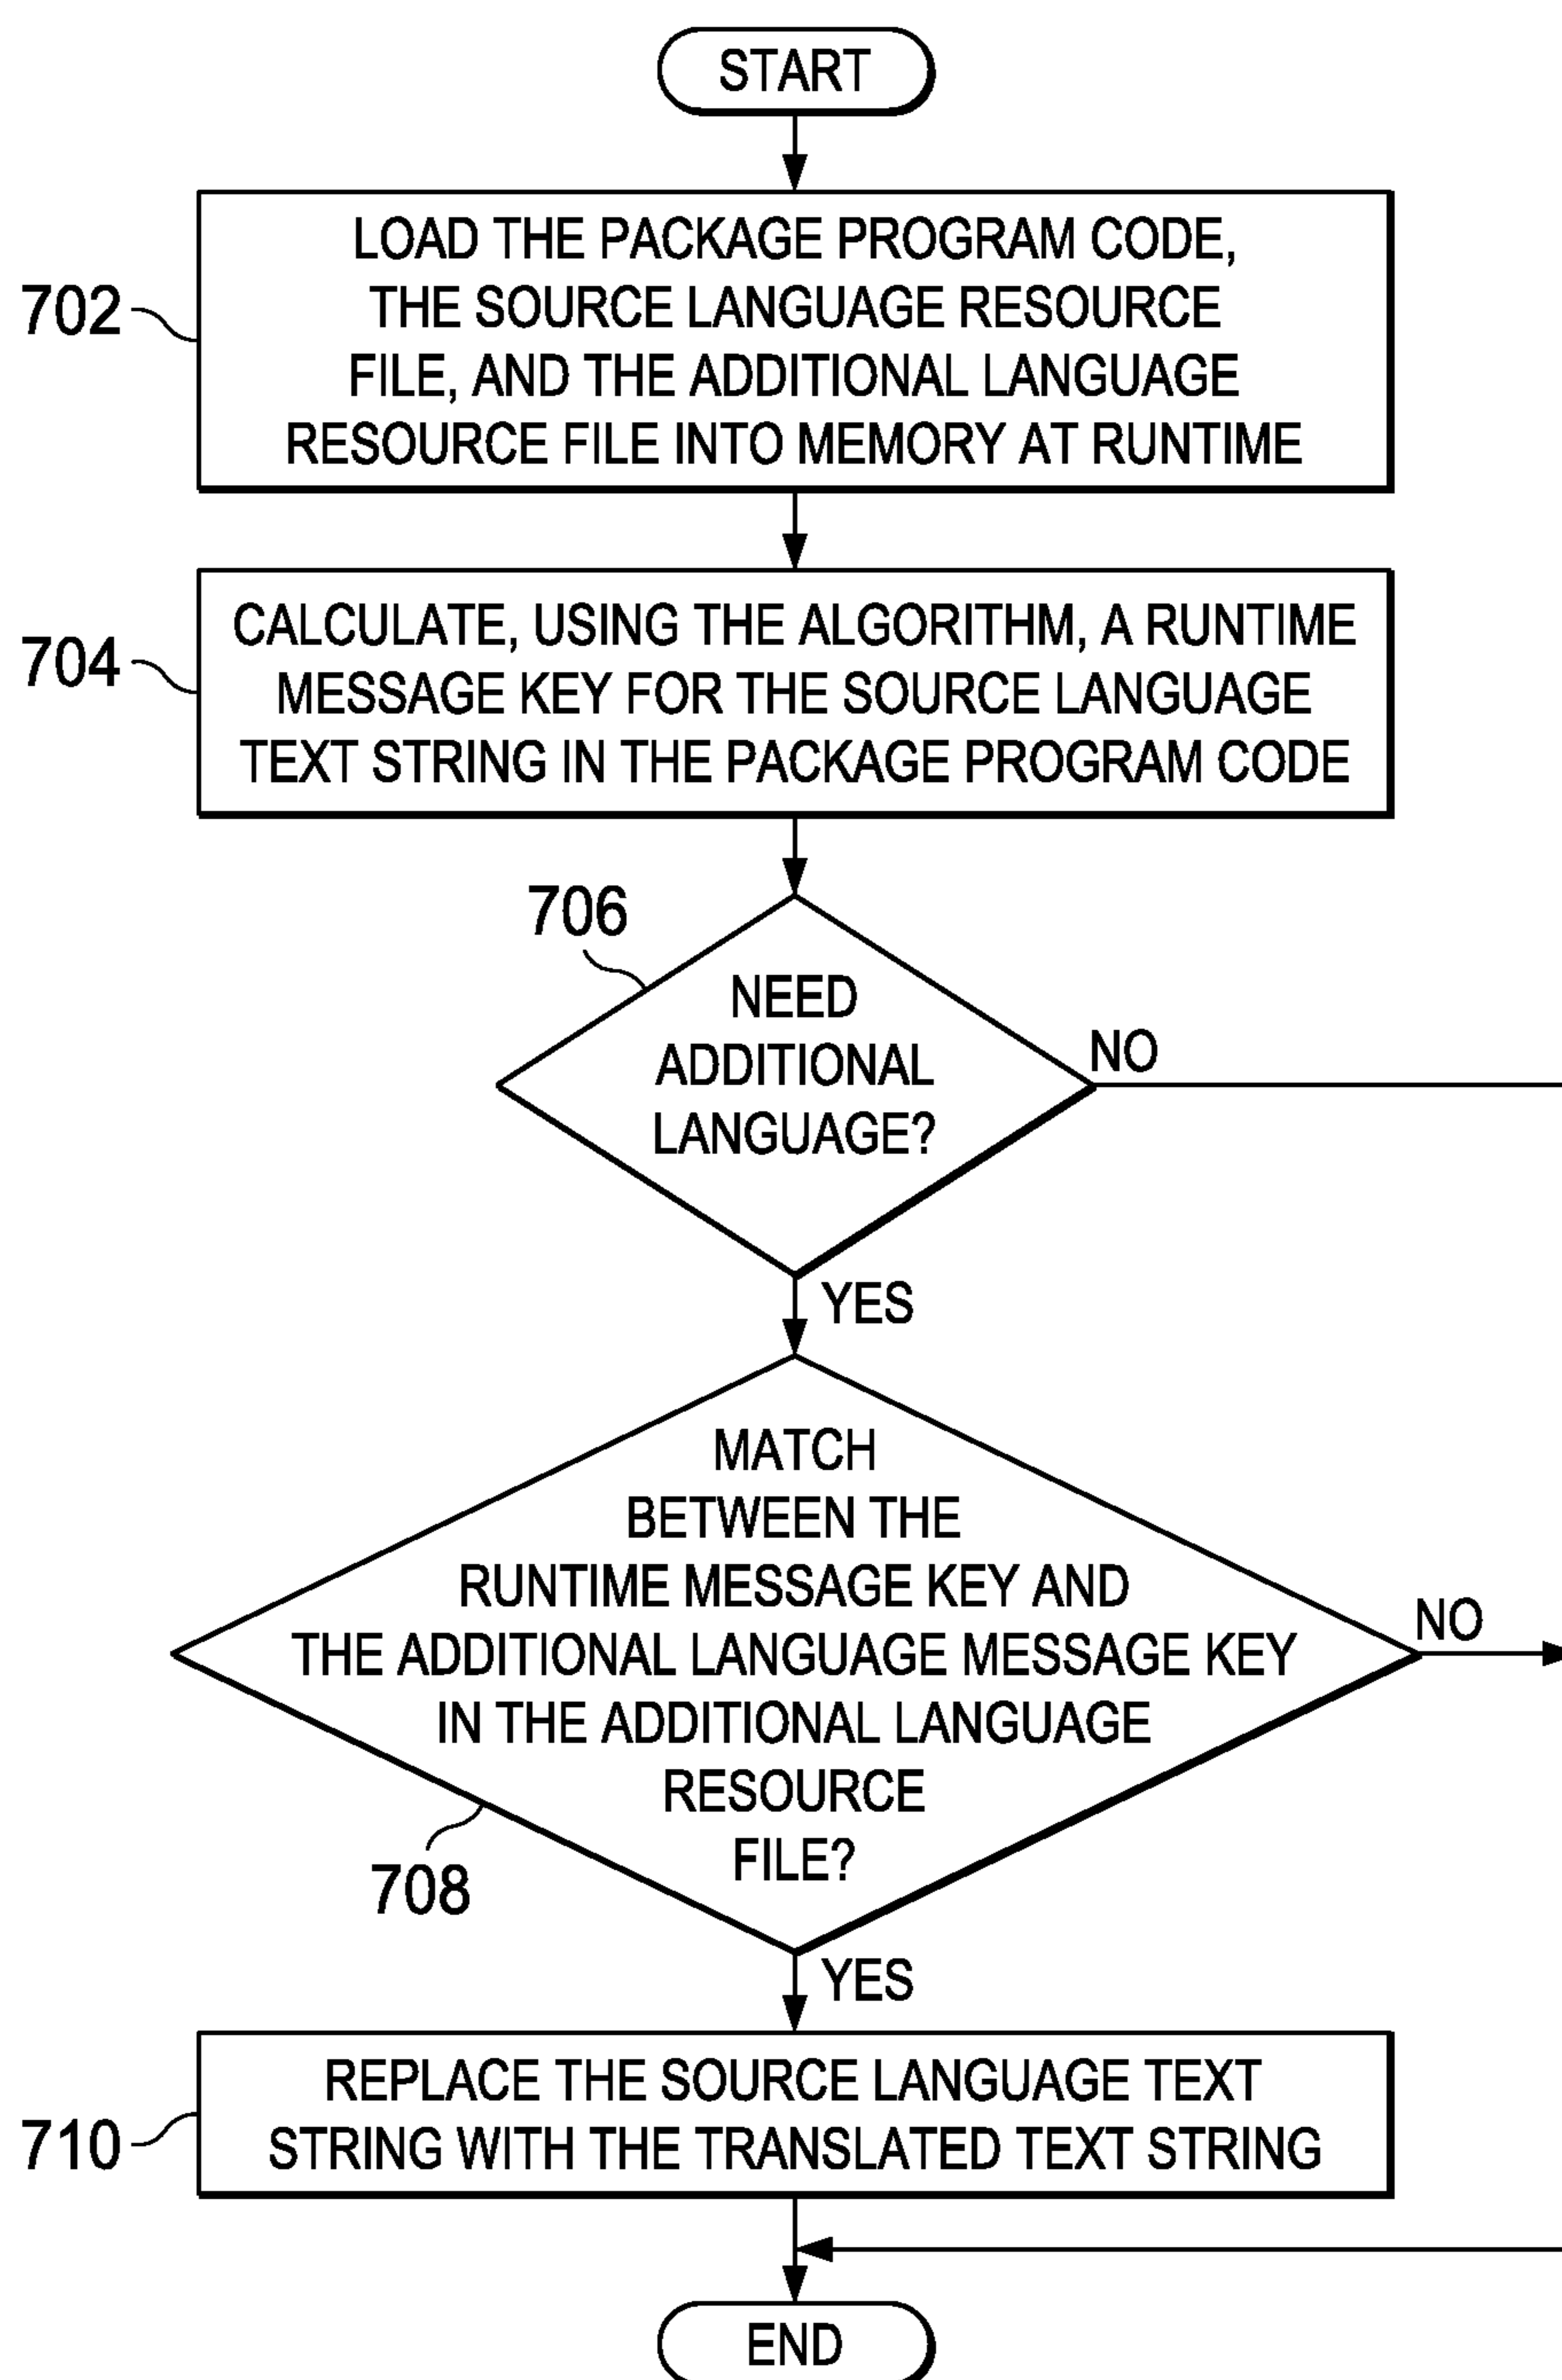 START
702
LOAD THE PACKAGE PROGRAM CODE,
THE SOURCE LANGUAGE RESOURCE
FILE, AND THE ADDITIONAL LANGUAGE
RESOURCE FILE INTO MEMORY AT RUNTIME
704
CALCULATE, USING THE ALGORITHM, A RUNTIME
MESSAGE KEY FOR THE SOURCE LANGUAGE
TEXT STRING IN THE PACKAGE PROGRAM CODE
706
NEED
ADDITIONAL
LANGUAGE?
NO
YES
MATCH
BETWEEN THE
RUNTIME MESSAGE KEY AND
THE ADDITIONAL LANGUAGE MESSAGE KEY
IN THE ADDITIONAL LANGUAGE
RESOURCE
FILE?
NO
708
YES
710
REPLACE THE SOURCE LANGUAGE TEXT
STRING WITH THE TRANSLATED TEXT STRING
END